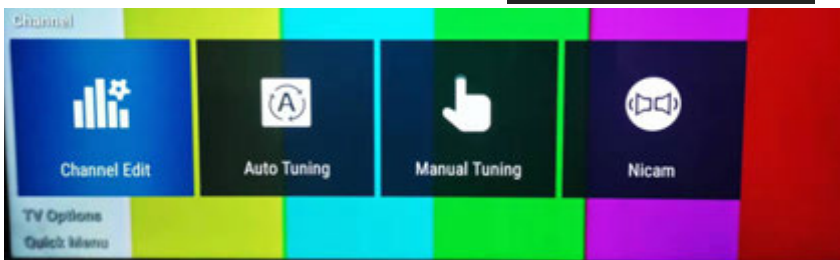 Channel
Channel Edit
A
Auto Tuning
Manual Tuning
Nicam
TV Options
Quick Menu